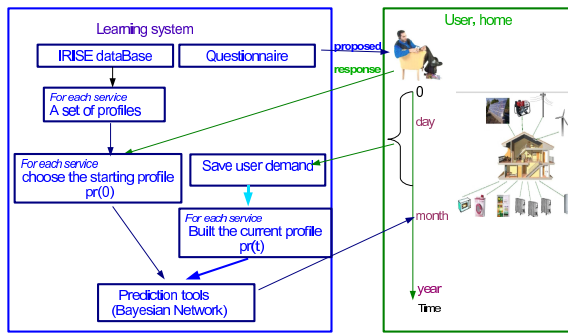 Learning system
IRISE dataBase
Questionnaire
proposed
response
For each service
A set of profiles
For each service
choose the starting profile
pr(0)
Save user demand
For each service
Built the current profile
pr(t)
Prediction tools
(Bayesian Network)
User, home
0
day
month
year
Time